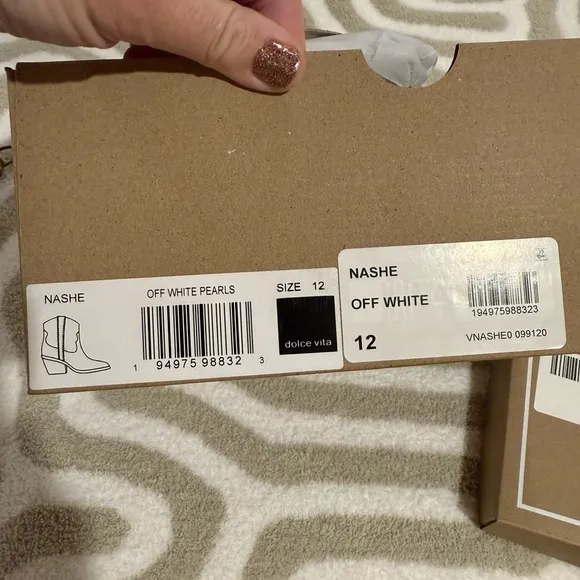 NASHE
OFF WHITE PEARLS
SIZE 12
1 94975 98832 3
dolce vita
NASHE
OFF WHITE
12
194975988323
VNASHE0 099120